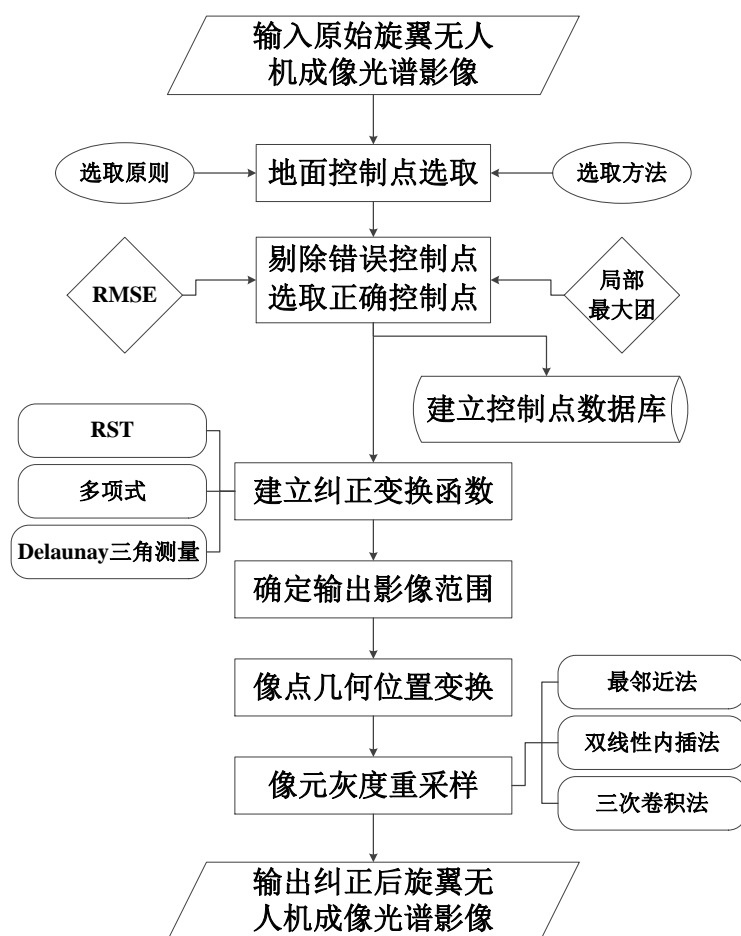 输入原始旋翼无人
机成像光谱影像
选取原则
地面控制点选取
选取方法
RMSE
剔除错误控制点
选取正确控制点
局部
最大团
建立控制点数据库
RST
多项式
Delaunay三角测量
建立纠正变换函数
确定输出影像范围
像点几何位置变换
像元灰度重采样
最邻近法
双线性内插法
三次卷积法
输出纠正后旋翼无
人机成像光谱影像